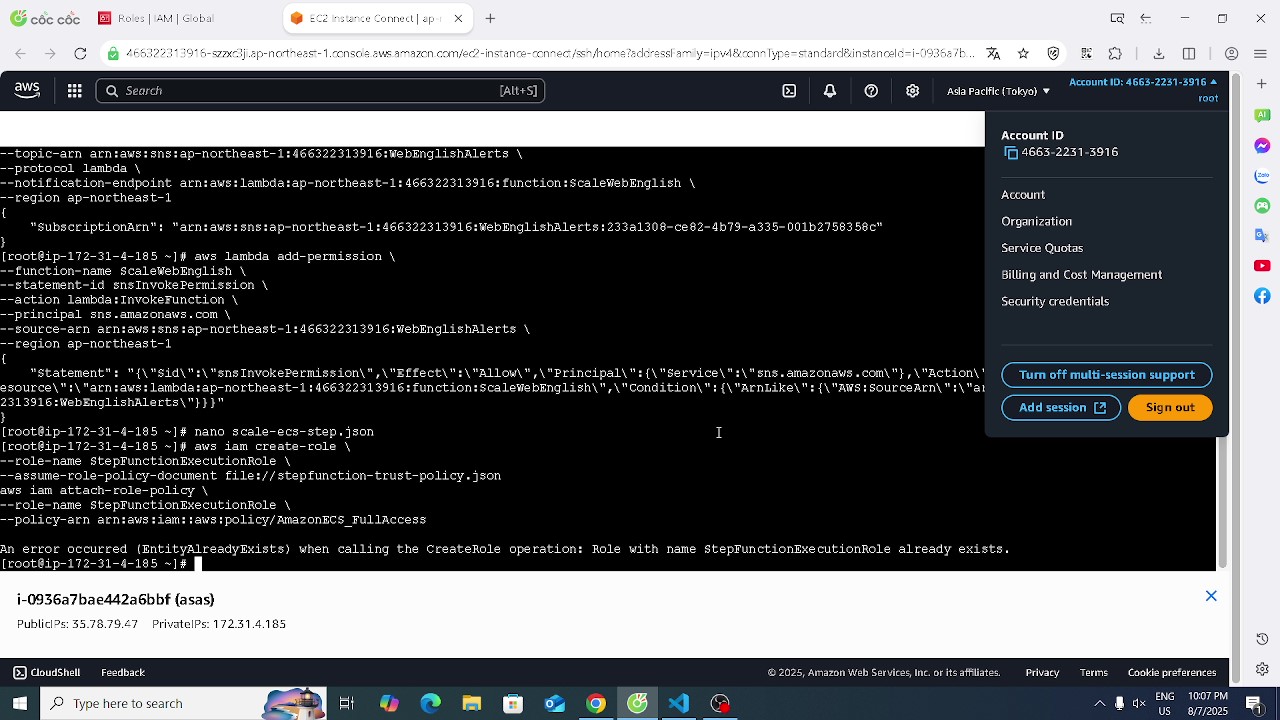 cốc cốc
Roles | IAM | Global
EC2 Instance Connect | ap-n
466322313916-szzxd3ji.ap-northeast-1.console.aws.amazon.com/ec2-instance-connect/ssh/home?addressFamily=ipv4&connType=standard&instanceId=i-0936a7b...
aws
Search
[Alt+S]
Asia Pacific (Tokyo)
Account ID: 4663-2231-3916
root
Account ID
4663-2231-3916
Account
Organization
Service Quotas
Billing and Cost Management
Security credentials
Turn off multi-session support
Add session
Sign out
--topic-arn arn:aws:sns:ap-northeast-1:466322313916:WebEnglishAlerts \
--protocol lambda \
--notification-endpoint arn:aws:lambda:ap-northeast-1:466322313916:function:ScaleWebEnglish \
--region ap-northeast-1
{
"SubscriptionArn": "arn:aws:sns:ap-northeast-1:466322313916:WebEnglishAlerts:233a1308-ce82-4b79-a335-001b2758358c"
}
[root@ip-172-31-4-185 ~]# aws lambda add-permission \
--function-name ScaleWebEnglish \
--statement-id snsInvokePermission \
--action lambda:InvokeFunction \
--principal sns.amazonaws.com \
--source-arn arn:aws:sns:ap-northeast-1:466322313916:WebEnglishAlerts \
--region ap-northeast-1
{
"Statement": "{\"Sid\":\"snsInvokePermission\",\"Effect\":\"Allow\",\"Principal\":{\"Service\":\"sns.amazonaws.com\"},\"Action\"
esource\":\"arn:aws:lambda:ap-northeast-1:466322313916:function:ScaleWebEnglish\",\"Condition\":{\"ArnLike\":{\"AWS:SourceArn\":\"ar
2313916:WebEnglishAlerts\"}}}"
}
[root@ip-172-31-4-185 ~]# nano scale-ecs-step.json
[root@ip-172-31-4-185 ~]# aws iam create-role \
--role-name StepFunctionExecutionRole \
--assume-role-policy-document file://stepfunction-trust-policy.json
aws iam attach-role-policy \
--role-name StepFunctionExecutionRole \
--policy-arn arn:aws:iam::aws:policy/AmazonECS_FullAccess
An error occurred (EntityAlreadyExists) when calling the CreateRole operation: Role with name StepFunctionExecutionRole already exists.
[root@ip-172-31-4-185 ~]#
i-0936a7bae442a6bbf (asas)
PublicIPs: 35.78.79.47 PrivateIPs: 172.31.4.185
CloudShell
Feedback
© 2025, Amazon Web Services, Inc. or its affiliates.
Privacy
Terms
Cookie preferences
AI
Zalo
Type here to search
ENG
US
10:07 PM
8/7/2025